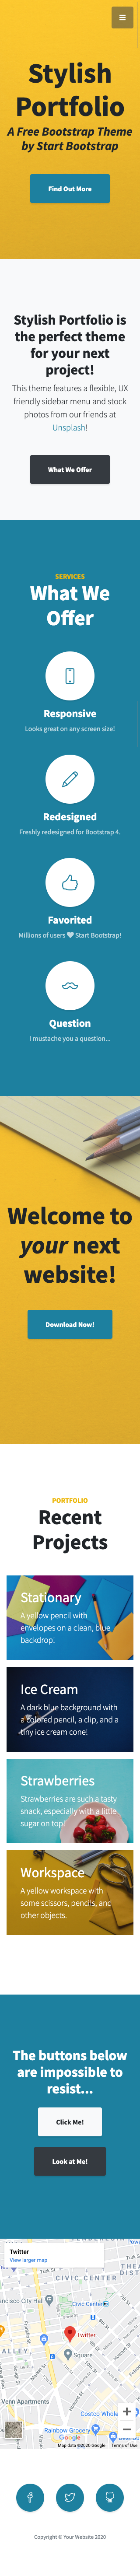 Stylish
Portfolio
A Free Bootstrap Theme
by Start Bootstrap
Find Out More
Stylish Portfolio is
the perfect theme
for your next
project!
This theme features a flexible, UX
friendly sidebar menu and stock
photos from our friends at
Unsplash!
What We Offer
SERVICES
What We
Offer
Responsive
Looks great on any screen size!
Redesigned
Freshly redesigned for Bootstrap 4.
Favorited
Millions of users Start Bootstrap!
Question
I mustache you a question...
Welcome to
your next
website!
Download Now!
PORTFOLIO
Recent
Projects
Stationary
A yellow pencil with
envelopes on a clean, blue
backdrop!
Ice Cream
A dark blue background with
a colored pencil, a clip, and a
tiny ice cream cone!
Strawberries
Strawberries are such a tasty
snack, especially with a little
sugar on top!
Workspace
A yellow workspace with
some scissors, pencils, and
other objects.
The buttons below
are impossible to
resist...
Click Me!
Look at Me!
TENDERLOIN
Twitter
View larger map
CIVIC CENTER
ncisco City Hall
Civic Center
Twitter
ALLEY
Square
Costco Whole
Venn Apartments
Rainbow Grocery
Google
Map data ©2020 Google
Terms of Use
Copyright © Your Website 2020